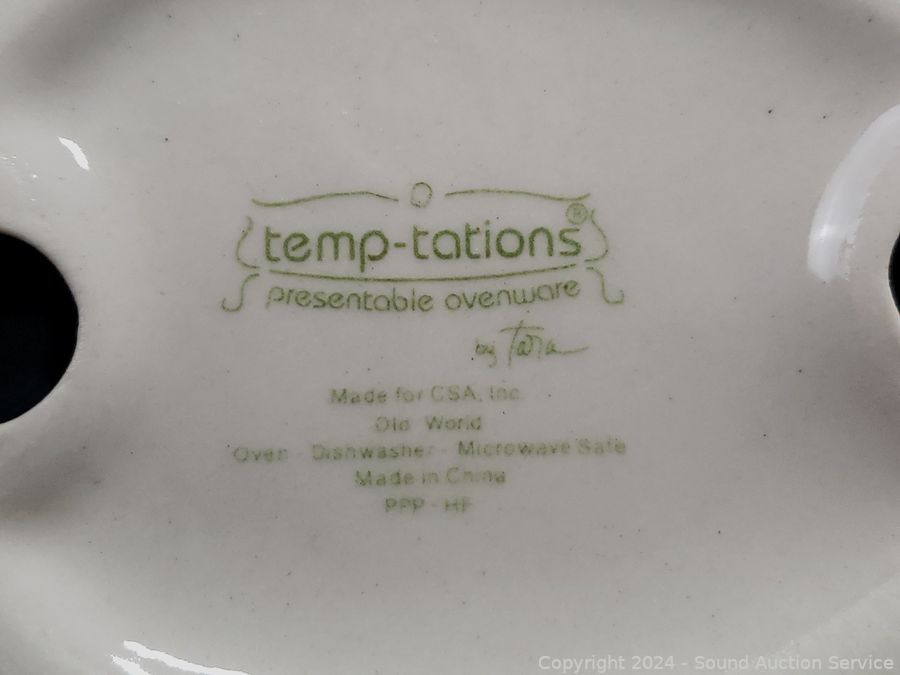 temp-tations®
presentable ovenware
by Tara
Made for CSA, Inc.
Old World
Oven - Dishwasher - Microwave Safe
Made in China
PPP - HF
Copyright 2024 - Sound Auction Service